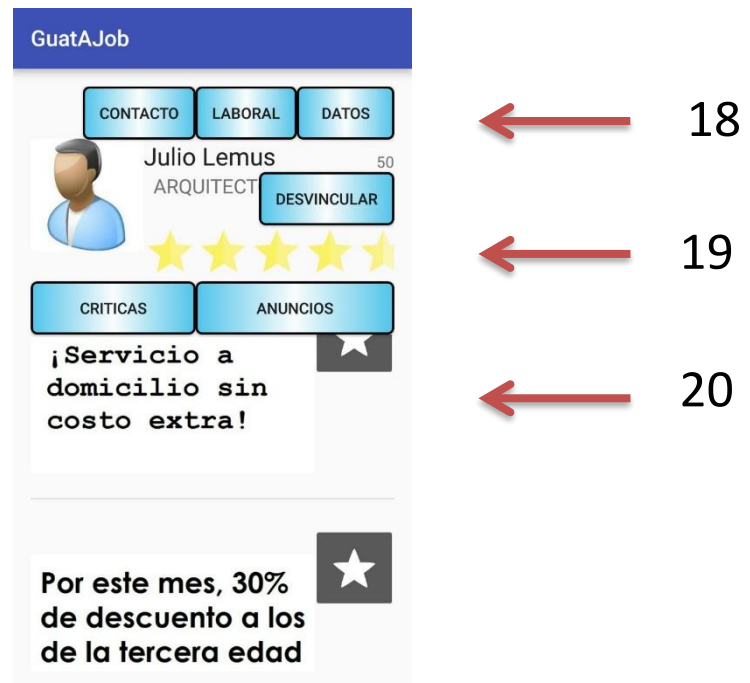 GuatAJob
CONTACTO LABORAL DATOS
18
Julio Lemus 50
ARQUITECT
DESVINCULAR
19
CRITICAS ANUNCIOS
¡Servicio a
domicilio sin
costo extra!
20
Por este mes, 30%
de descuento a los
de la tercera edad